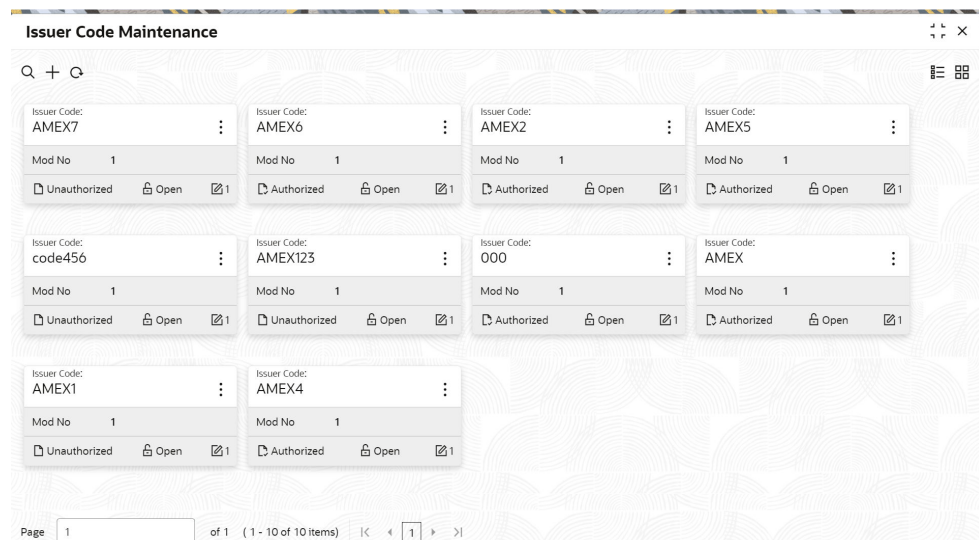 Issuer Code Maintenance
Issuer Code:
AMEX7
Mod No 1
Unauthorized Open 1
Issuer Code:
AMEX6
Mod No 1
Authorized Open 1
Issuer Code:
AMEX2
Mod No 1
Authorized Open 1
Issuer Code:
AMEX5
Mod No 1
Authorized Open 1
Issuer Code:
code456
Mod No 1
Unauthorized Open 1
Issuer Code:
AMEX123
Mod No 1
Unauthorized Open 1
Issuer Code:
000
Mod No 1
Authorized Open 1
Issuer Code:
AMEX
Mod No 1
Authorized Open 1
Issuer Code:
AMEX1
Mod No 1
Unauthorized Open 1
Issuer Code:
AMEX4
Mod No 1
Authorized Open 1
Page 1 of 1 (1 - 10 of 10 items) 1